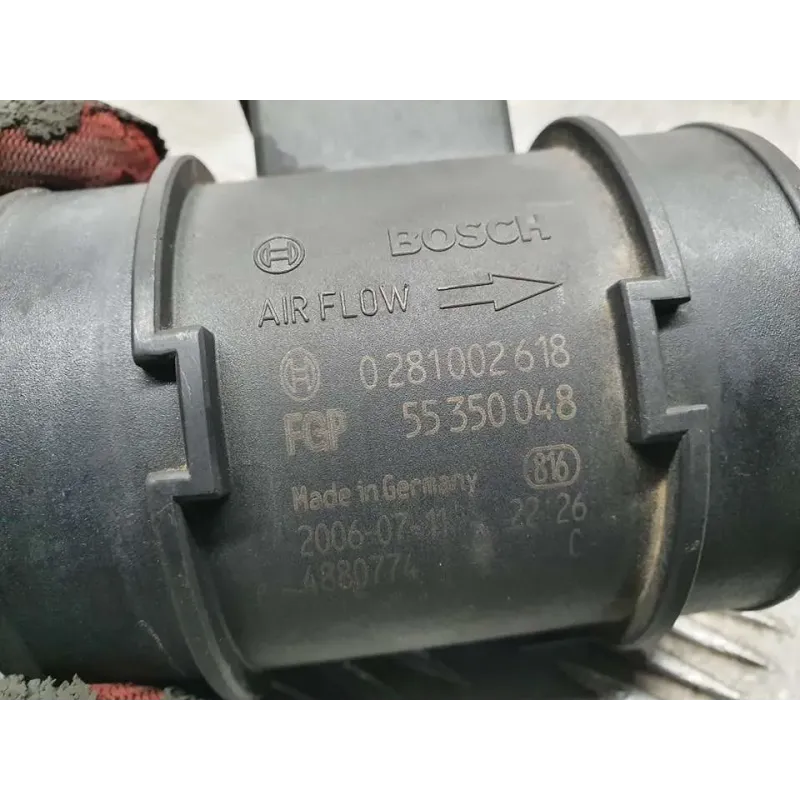 BOSCH
AIR FLOW
0 281 002 618
FGP 55 350 048
Made in Germany 816
2006-07-11 22:26
4880774 C